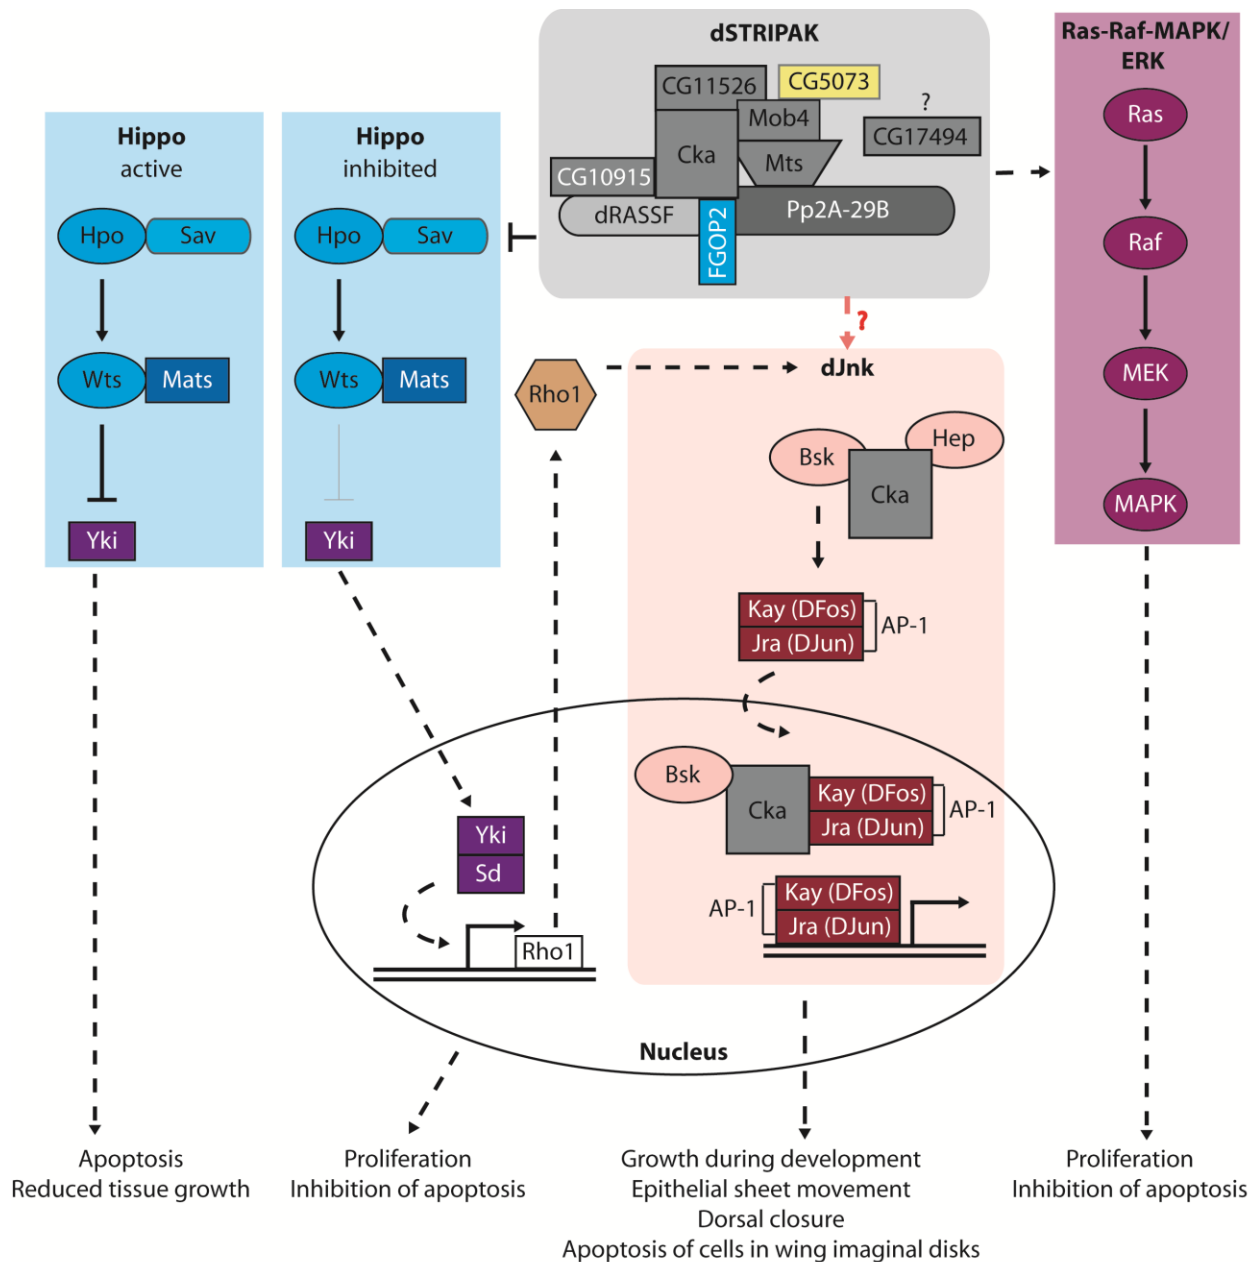 dSTRIPAK
CG11526
CG5073
Mob4
?
CG17494
Cka
Mts
CG10915
dRASSF
Pp2A-29B
FGOP2
Ras-Raf-MAPK/
ERK
Ras
Raf
MEK
MAPK
Hippo
active
Hpo
Sav
Wts
Mats
Yki
Hippo
inhibited
Hpo
Sav
Wts
Mats
Yki
?
Rho1
dJnk
Bsk
Hep
Cka
Kay (DFos)
Jra (DJun)
AP-1
Bsk
Cka
Kay (DFos)
Jra (DJun)
AP-1
AP-1
Kay (DFos)
Jra (DJun)
Yki
Sd
Rho1
Nucleus
Apoptosis
Reduced tissue growth
Proliferation
Inhibition of apoptosis
Growth during development
Epithelial sheet movement
Dorsal closure
Apoptosis of cells in wing imaginal disks
Proliferation
Inhibition of apoptosis